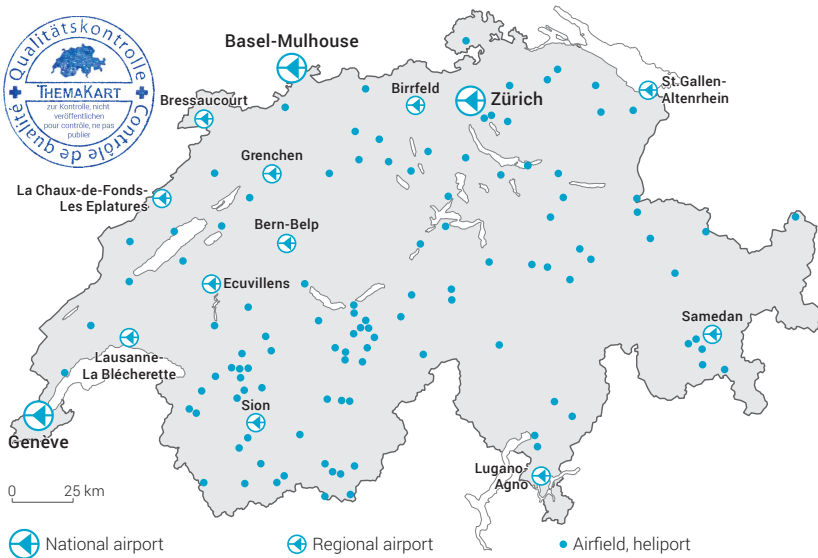 Qualitätskontrolle
THEMAKART
zur Kontrolle, nicht
veröffentlichen
pour contrôle, ne pas
publier
Contrôle de qualité
Basel-Mulhouse
Bressaucourt
Birrfeld
Zürich
St.Gallen-
Altenrhein
Grenchen
La Chaux-de-Fonds-
Les Eplatures
Bern-Belp
Ecuvillens
Samedan
Lausanne-
La Blécherette
Sion
Genève
Lugano-
Agno
0 25 km
National airport
Regional airport
Airfield, heliport